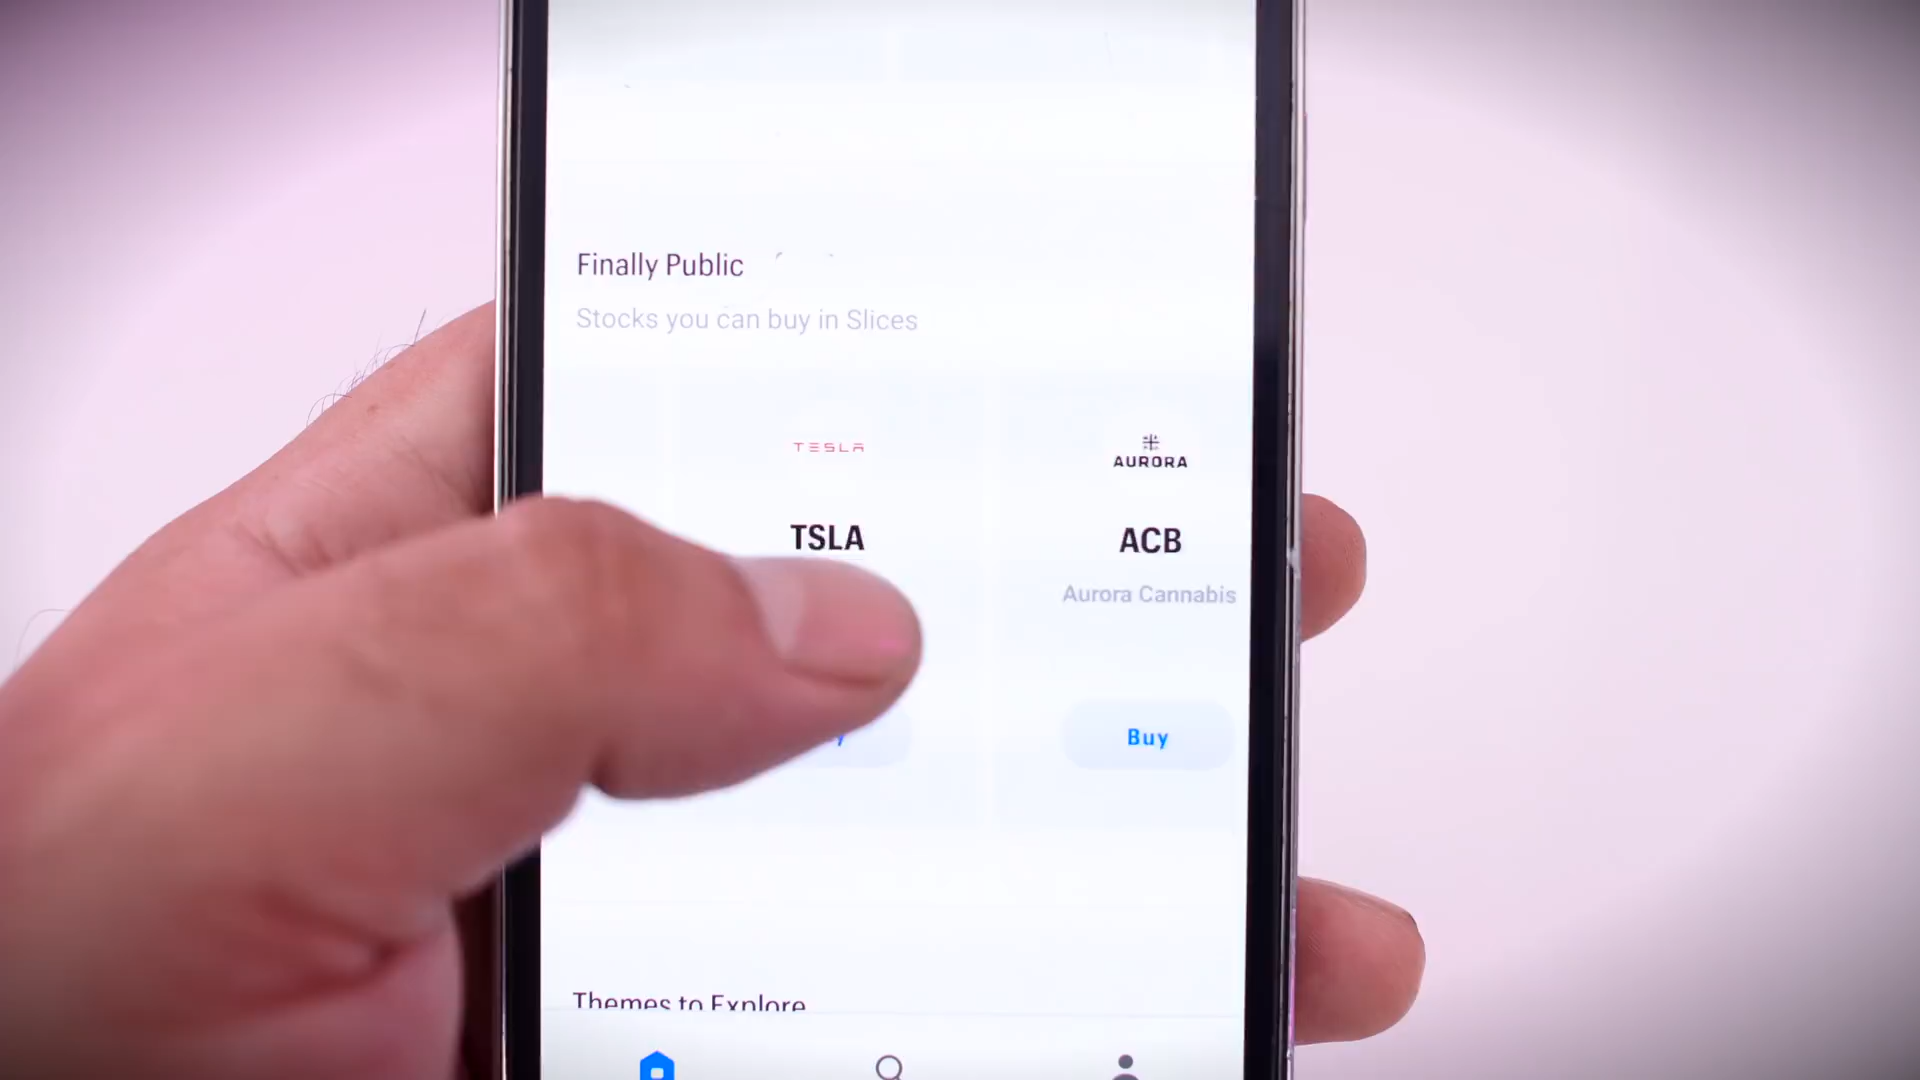 Finally Public
Stocks you can buy in Slices
TESLA
AURORA
TSLA
ACB
Aurora Cannabis
Buy
Themes to Explore